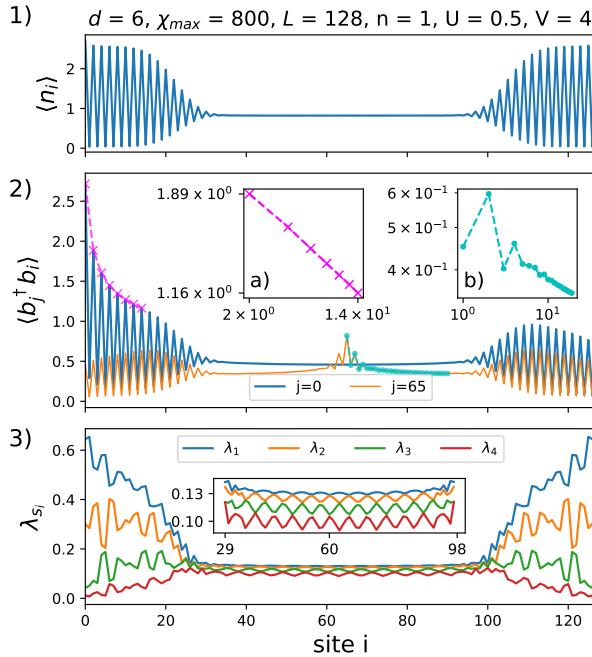 d = 6, χmax = 800, L = 128, n = 1, U = 0.5, V = 4
1)
⟨nᵢ⟩
2
1
0
2)
⟨bⱼ†bᵢ⟩
2.5
2.0
1.5
1.0
0.5
0.0
1.89 × 10⁰
1.16 × 10⁰
a)
2 × 10⁰
1.4 × 10¹
6 × 10⁻¹
5 × 10⁻¹
4 × 10⁻¹
b)
10⁰
10¹
j=0
j=65
3)
λsᵢ
0.6
0.4
0.2
0.0
λ₁
λ₂
λ₃
λ₄
0.13
0.10
29
60
98
0
20
40
60
80
100
120
site i